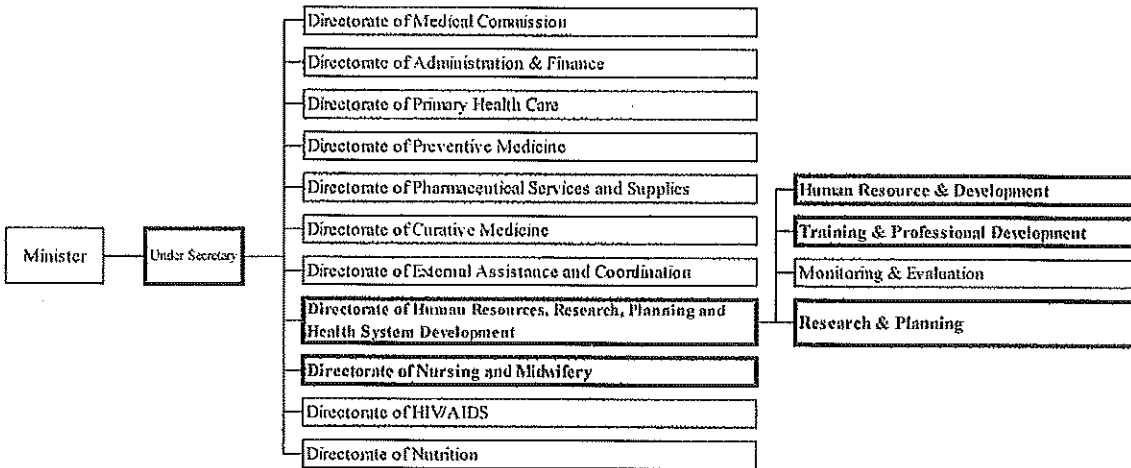 Minister
Under Secretary
Directorate of Medical Commission
Directorate of Administration & Finance
Directorate of Primary Health Care
Directorate of Preventive Medicine
Directorate of Pharmaceutical Services and Supplies
Directorate of Curative Medicine
Directorate of External Assistance and Coordination
Directorate of Human Resources, Research, Planning and
Health System Development
Directorate of Nursing and Midwifery
Directorate of HIV/AIDS
Directorate of Nutrition
Human Resource & Development
Training & Professional Development
Monitoring & Evaluation
Research & Planning